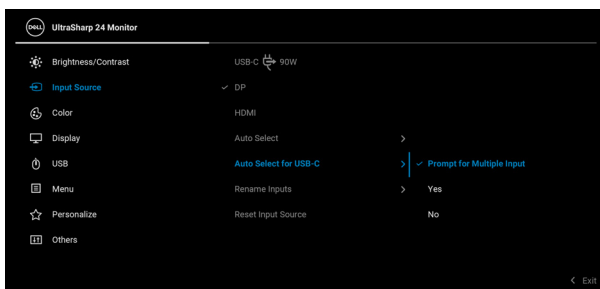 DELL UltraSharp 24 Monitor
Brightness/Contrast USB-C 90W
Input Source DP
Color HDMI
Display Auto Select
USB Auto Select for USB-C Prompt for Multiple Input
Menu Rename Inputs Yes
Personalize Reset Input Source No
Others
Exit